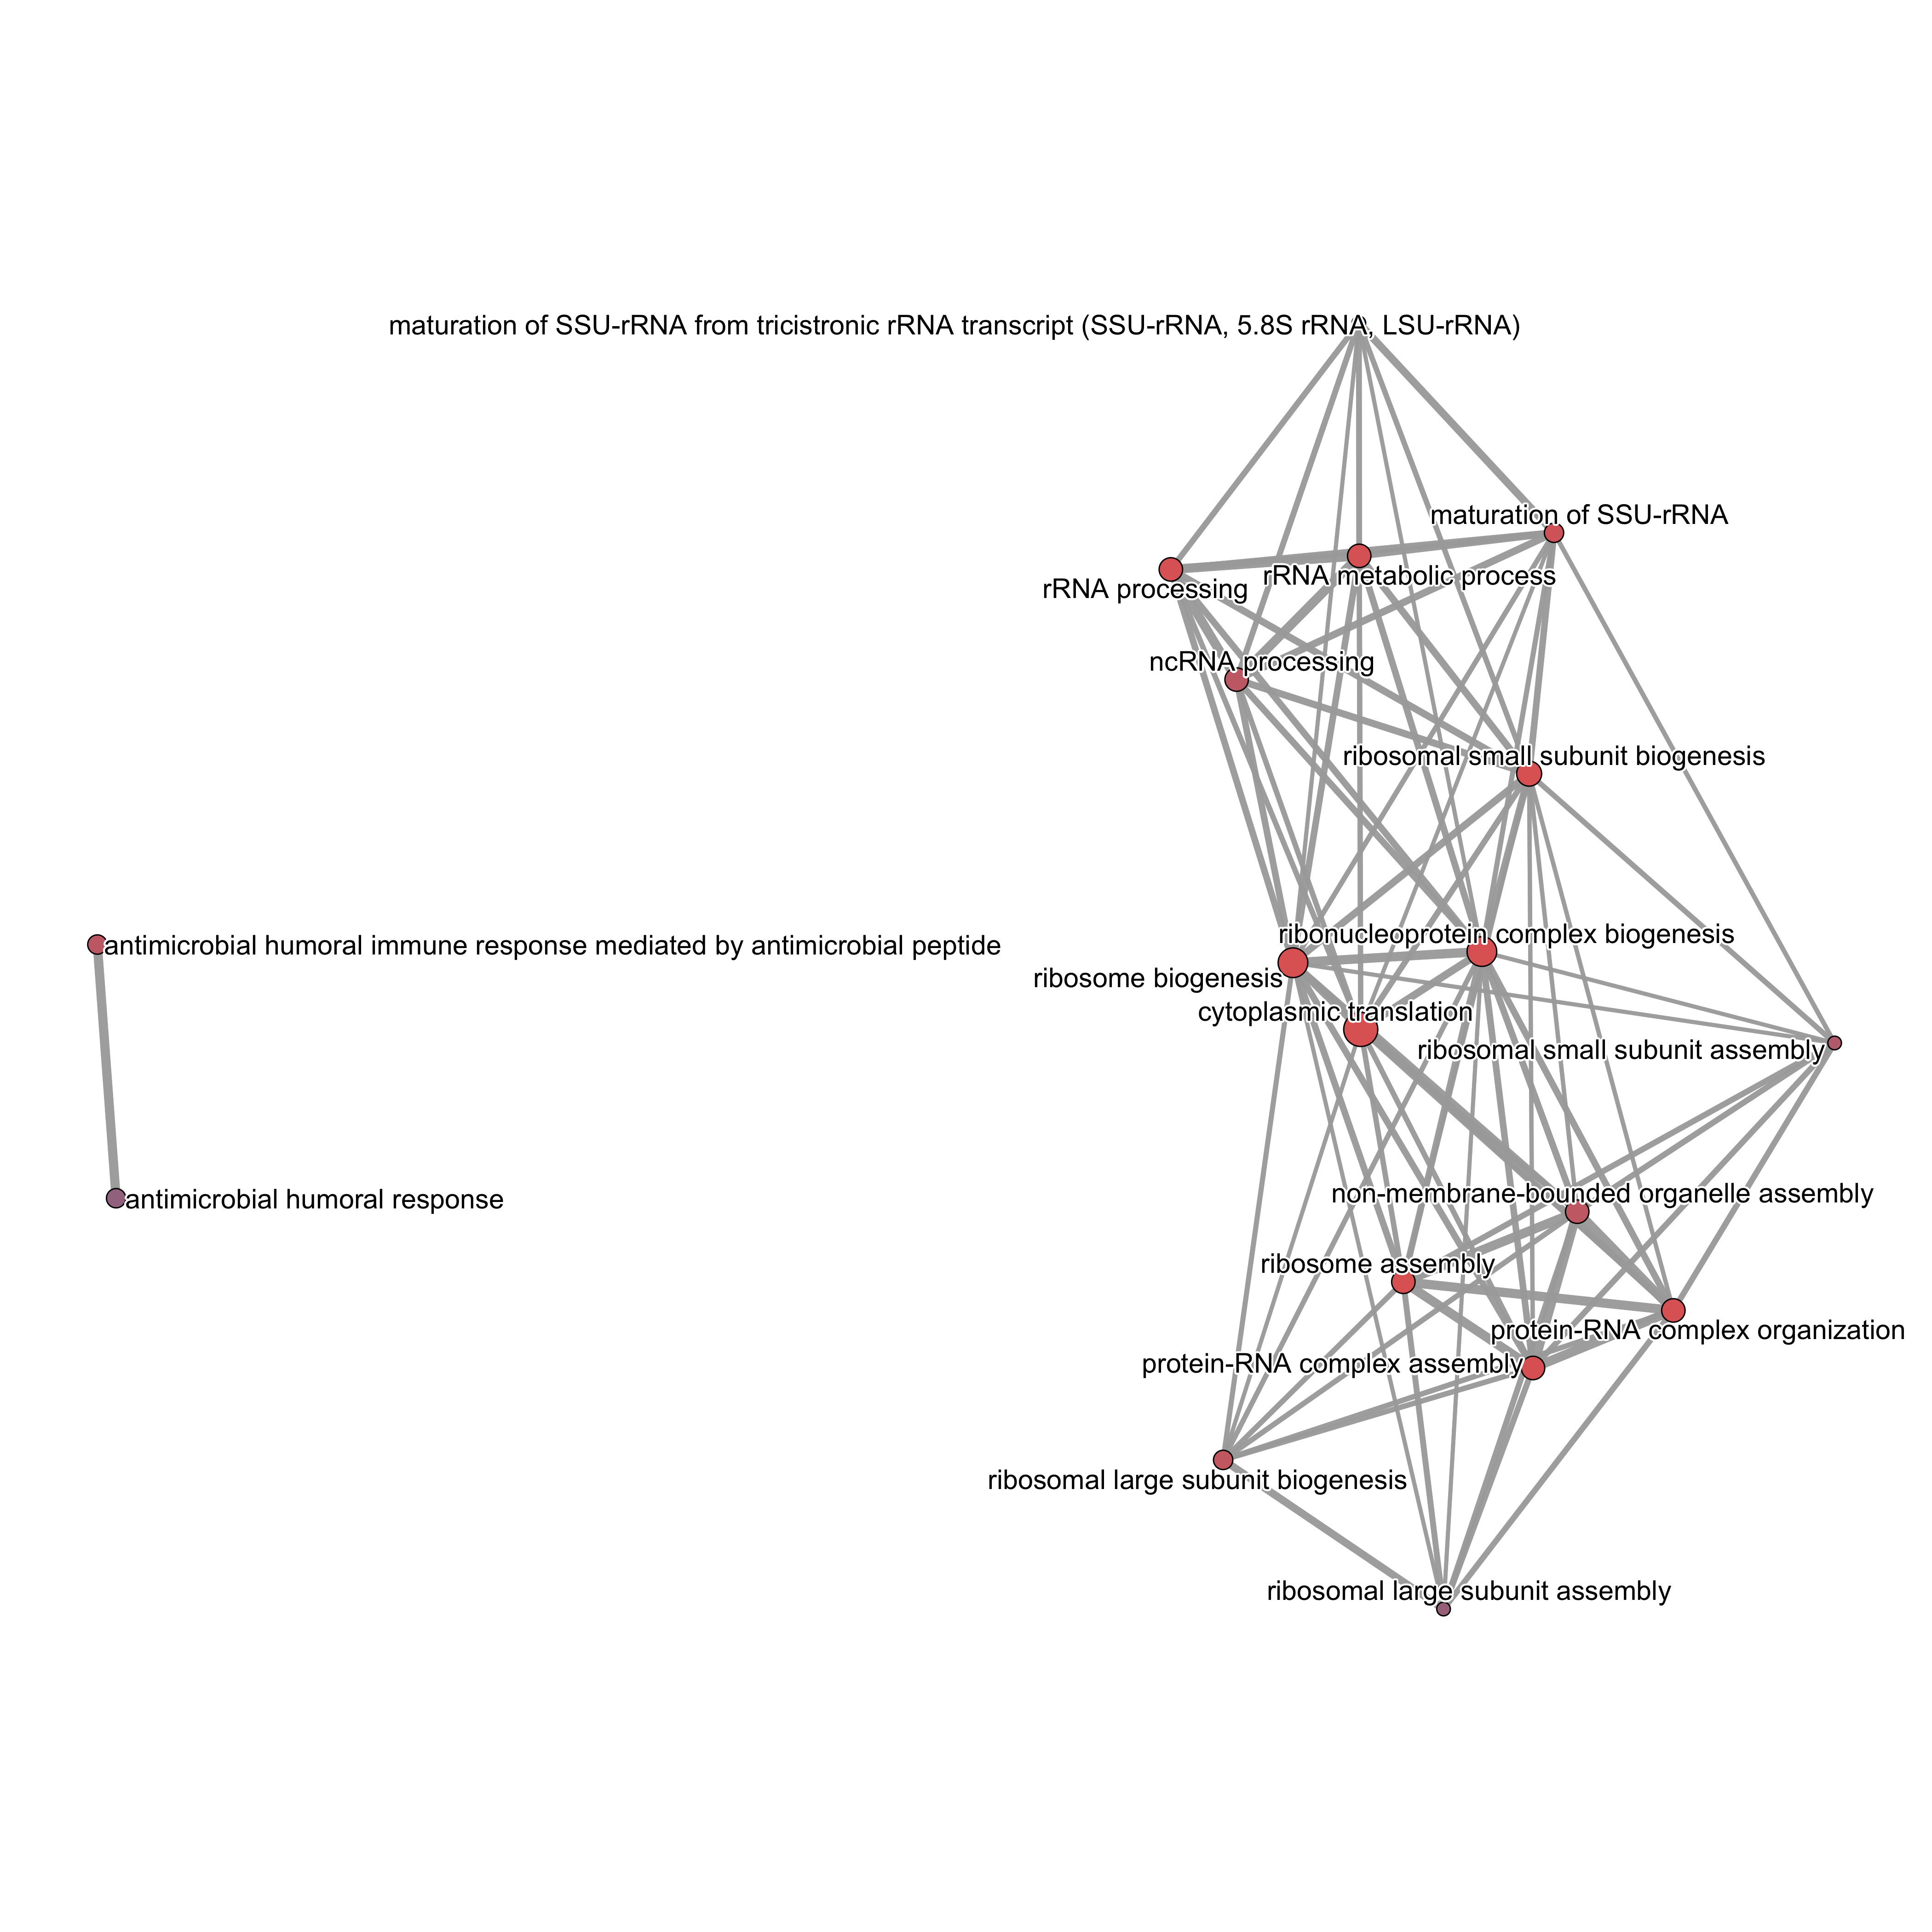 maturation of SSU-rRNA from tricistronic rRNA transcript (SSU-rRNA, 5.8S rRNA, LSU-rRNA)
maturation of SSU-rRNA
rRNA metabolic process
rRNA processing
ncRNA processing
ribosomal small subunit biogenesis
ribonucleoprotein complex biogenesis
antimicrobial humoral immune response mediated by antimicrobial peptide
ribosome biogenesis
cytoplasmic translation
ribosomal small subunit assembly
non-membrane-bounded organelle assembly
antimicrobial humoral response
ribosome assembly
protein-RNA complex organization
protein-RNA complex assembly
ribosomal large subunit biogenesis
ribosomal large subunit assembly